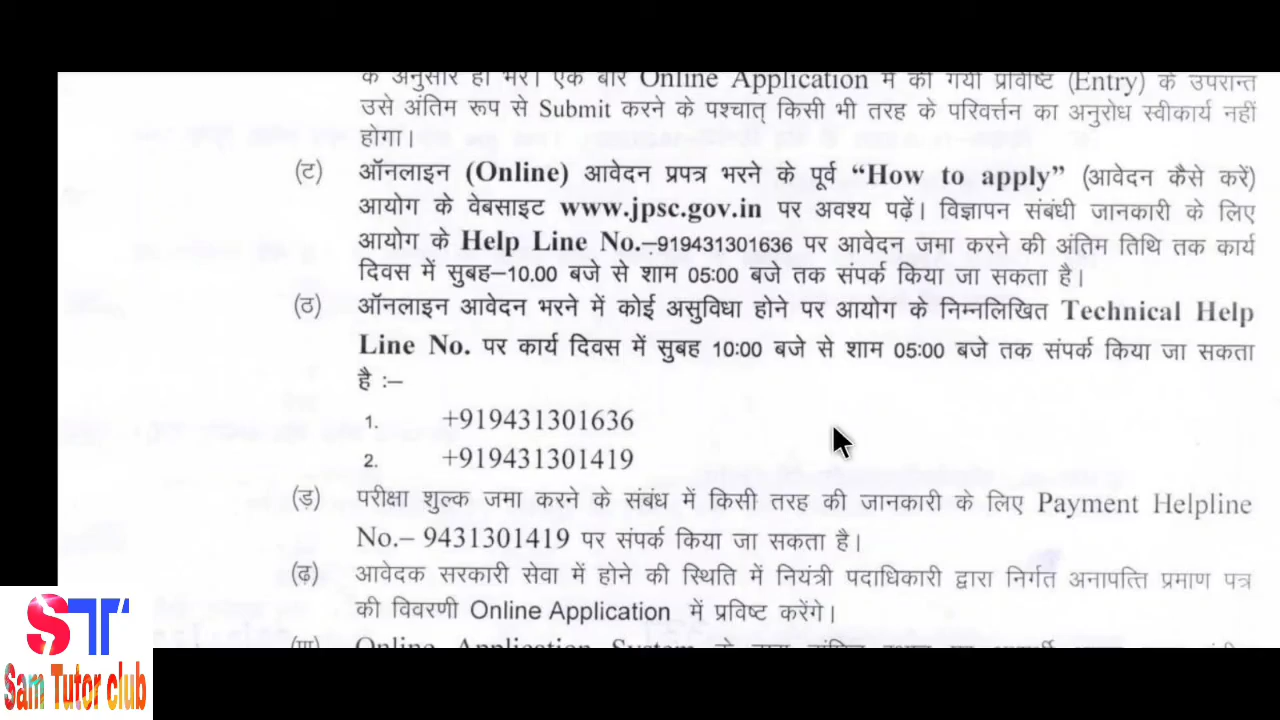 के अनुसार ही भरें। एक बार Online Application में की गयी प्रविष्टि (Entry) के उपरान्त
उसे अंतिम रूप से Submit करने के पश्चात् किसी भी तरह के परिवर्त्तन का अनुरोध स्वीकार्य नहीं
होगा।
(ट) ऑनलाइन (Online) आवेदन प्रपत्र भरने के पूर्व “How to apply” (आवेदन कैसे करें)
आयोग के वेबसाइट www.jpsc.gov.in पर अवश्य पढ़ें। विज्ञापन संबंधी जानकारी के लिए
आयोग के Help Line No.–919431301636 पर आवेदन जमा करने की अंतिम तिथि तक कार्य
दिवस में सुबह–10.00 बजे से शाम 05:00 बजे तक संपर्क किया जा सकता है।
(ठ) ऑनलाइन आवेदन भरने में कोई असुविधा होने पर आयोग के निम्नलिखित Technical Help
Line No. पर कार्य दिवस में सुबह 10:00 बजे से शाम 05:00 बजे तक संपर्क किया जा सकता
है :–
1. +919431301636
2. +919431301419
(ड़) परीक्षा शुल्क जमा करने के संबंध में किसी तरह की जानकारी के लिए Payment Helpline
No.– 9431301419 पर संपर्क किया जा सकता है।
(ढ़) आवेदक सरकारी सेवा में होने की स्थिति में नियंत्री पदाधिकारी द्वारा निर्गत अनापत्ति प्रमाण पत्र
की विवरणी Online Application में प्रविष्ट करेंगे।
(ण) Online Application System के द्वारा
ST
Sam Tutor club